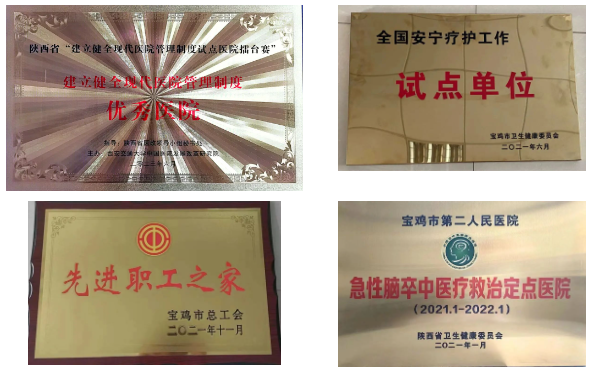 陕西省“建立健全现代医院管理制度试点医院擂台赛”
建立健全现代医院管理制度
优秀医院
全国安宁疗护工作
试点单位
宝鸡市卫生健康委员会
二〇二一年六月
先进职工之家
宝鸡市总工会
二〇二一年十一月
宝鸡市第二人民医院
急性脑卒中医疗救治定点医院
(2021.1-2022.1)
陕西省卫生健康委员会
二〇二一年一月